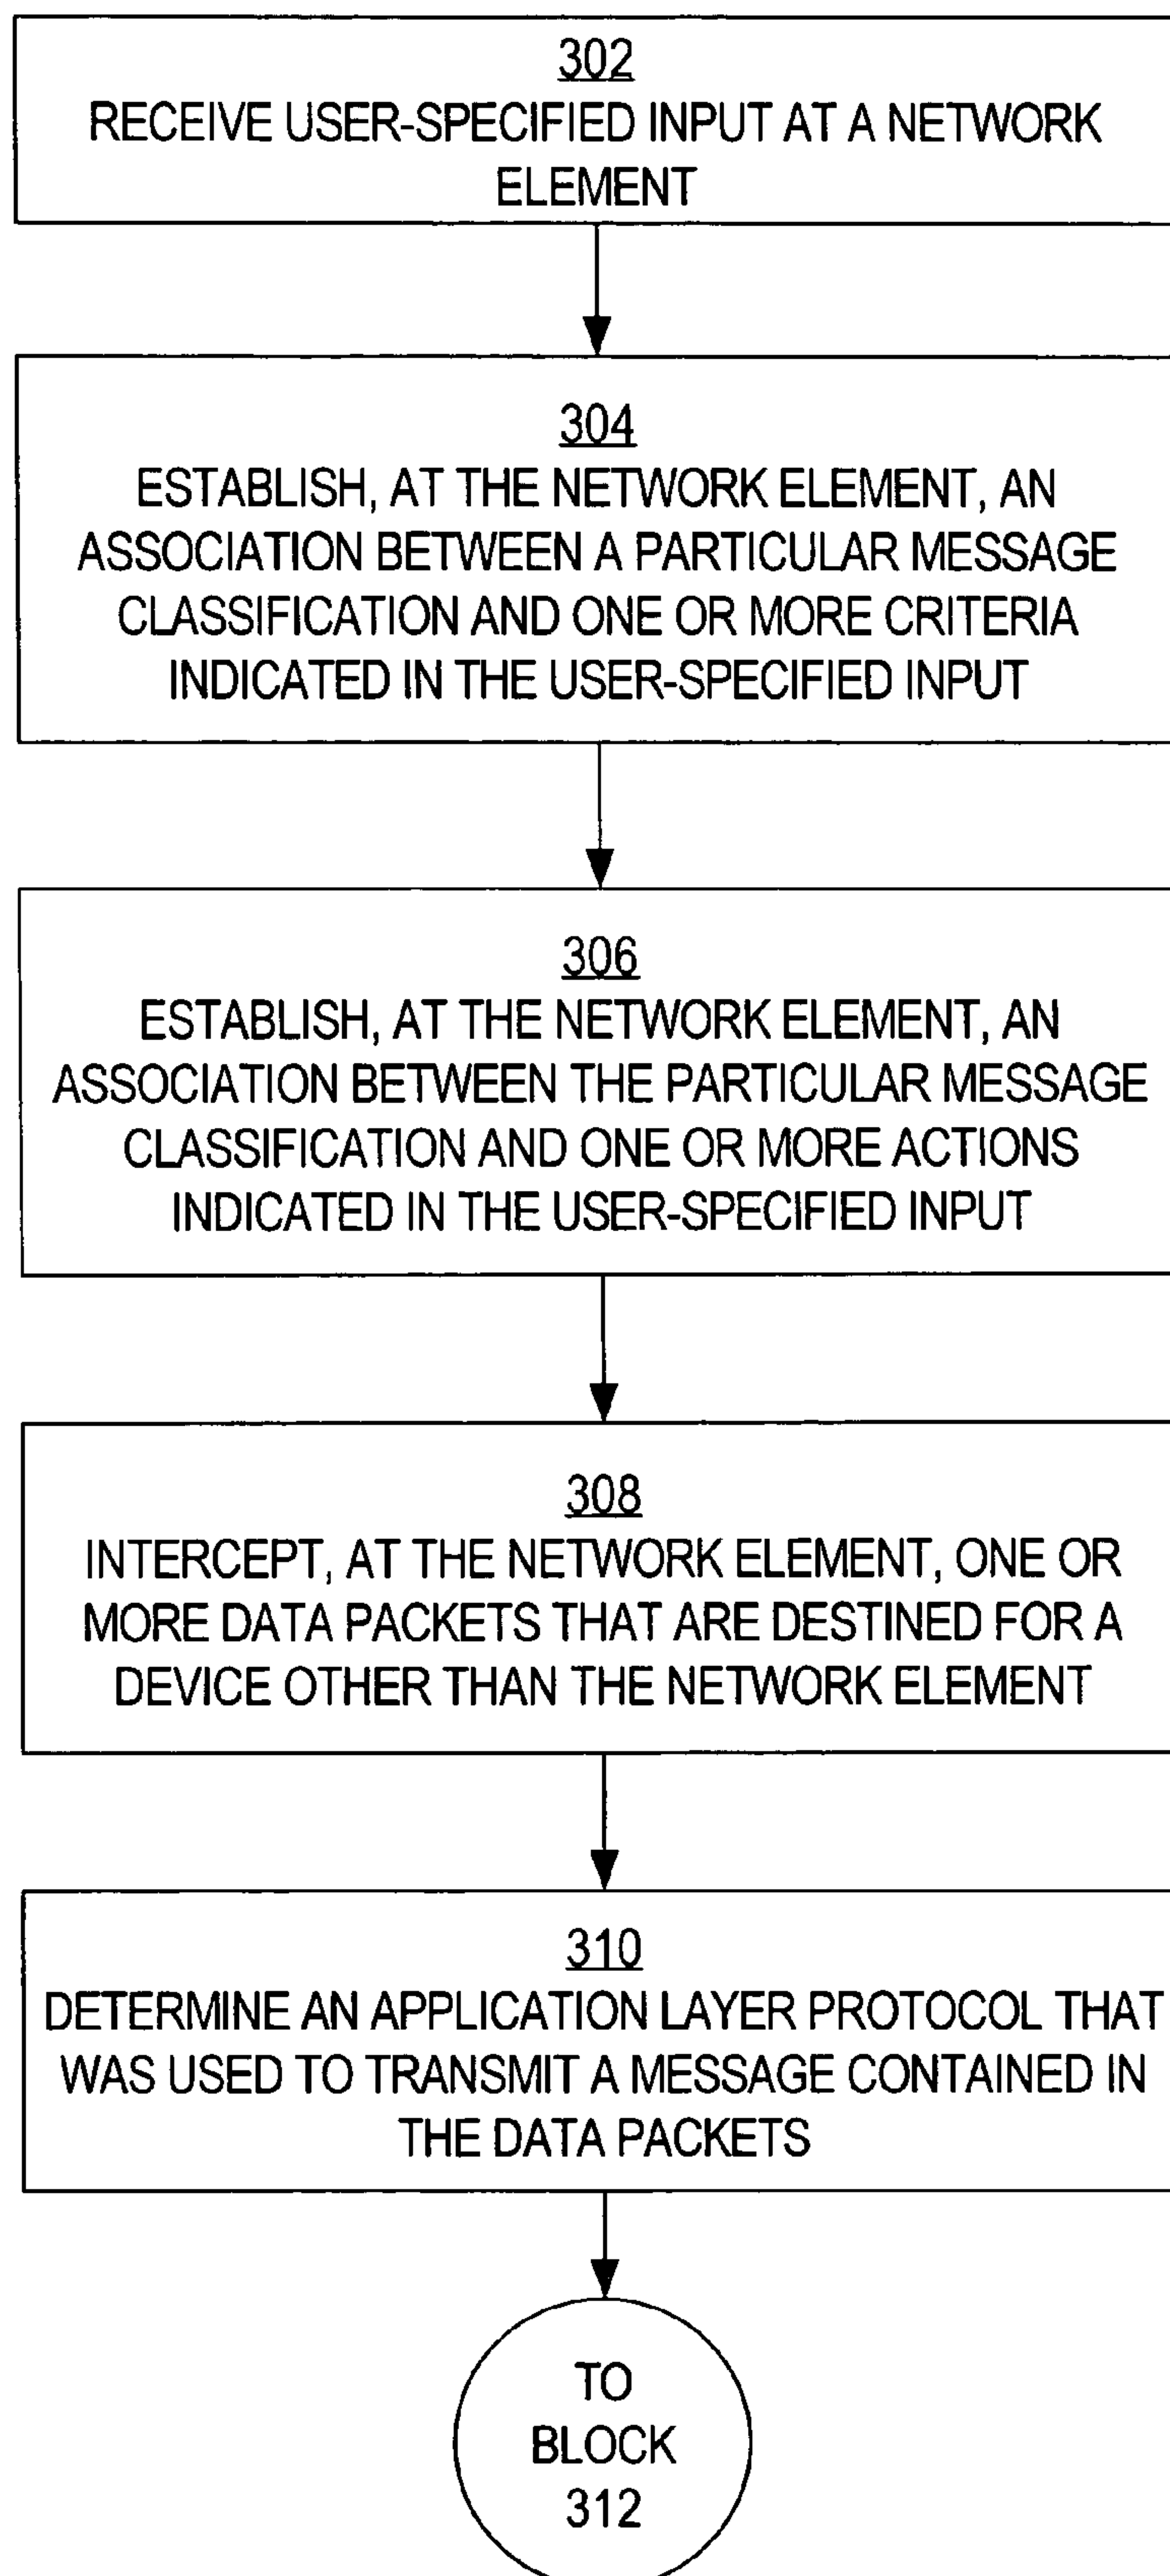 302
RECEIVE USER-SPECIFIED INPUT AT A NETWORK
ELEMENT
304
ESTABLISH, AT THE NETWORK ELEMENT, AN
ASSOCIATION BETWEEN A PARTICULAR MESSAGE
CLASSIFICATION AND ONE OR MORE CRITERIA
INDICATED IN THE USER-SPECIFIED INPUT
306
ESTABLISH, AT THE NETWORK ELEMENT, AN
ASSOCIATION BETWEEN THE PARTICULAR MESSAGE
CLASSIFICATION AND ONE OR MORE ACTIONS
INDICATED IN THE USER-SPECIFIED INPUT
308
INTERCEPT, AT THE NETWORK ELEMENT, ONE OR
MORE DATA PACKETS THAT ARE DESTINED FOR A
DEVICE OTHER THAN THE NETWORK ELEMENT
310
DETERMINE AN APPLICATION LAYER PROTOCOL THAT
WAS USED TO TRANSMIT A MESSAGE CONTAINED IN
THE DATA PACKETS
TO
BLOCK
312